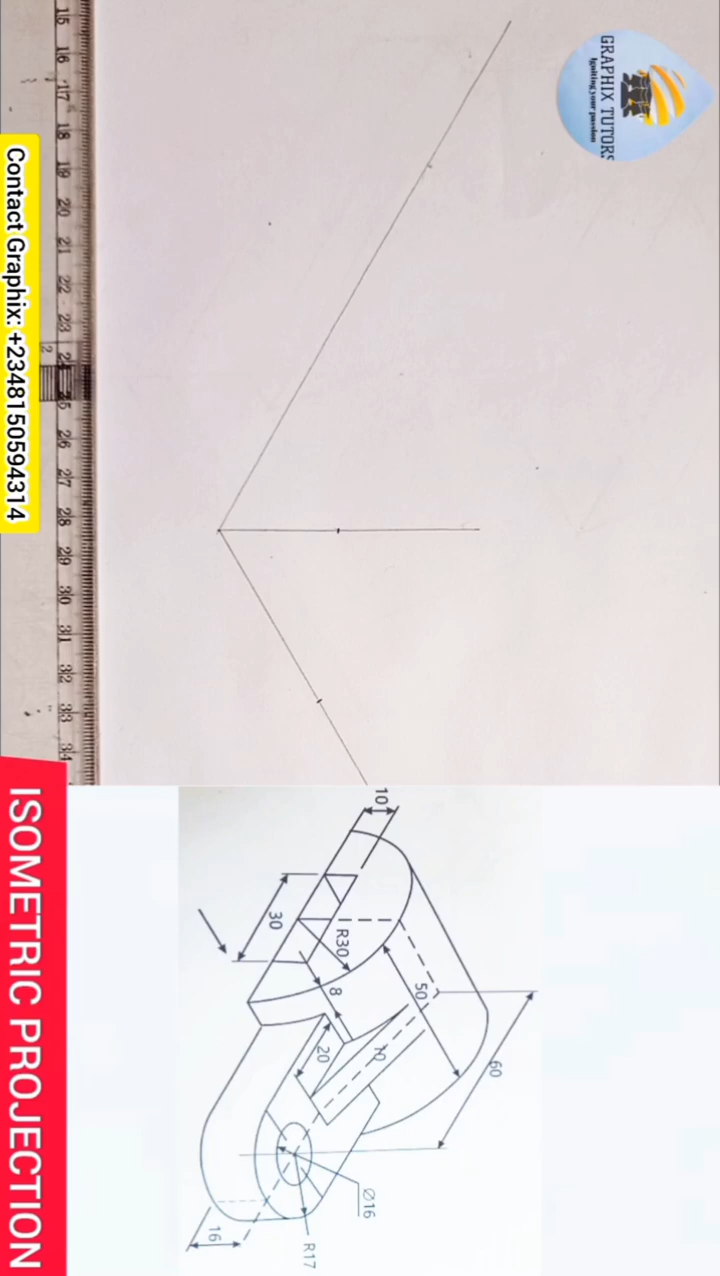 GRAPHIX TUTORS
Igniting your passion
15 16 17 18 19 20 21 22 23 24 25 26 27 28 29 30 31 32 33 34
2
Contact Graphix: +2348150594314
10
30
R30
8
50
60
20
10
Ø16
R17
16
ISOMETRIC PROJECTION